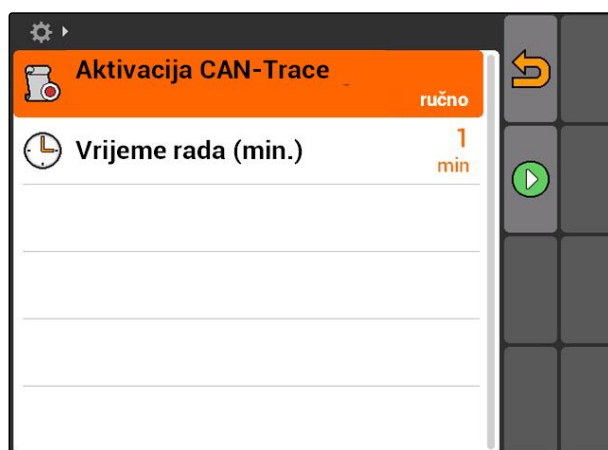 Aktivacija CAN-Trace
ručno
Vrijeme rada (min.)
1
min